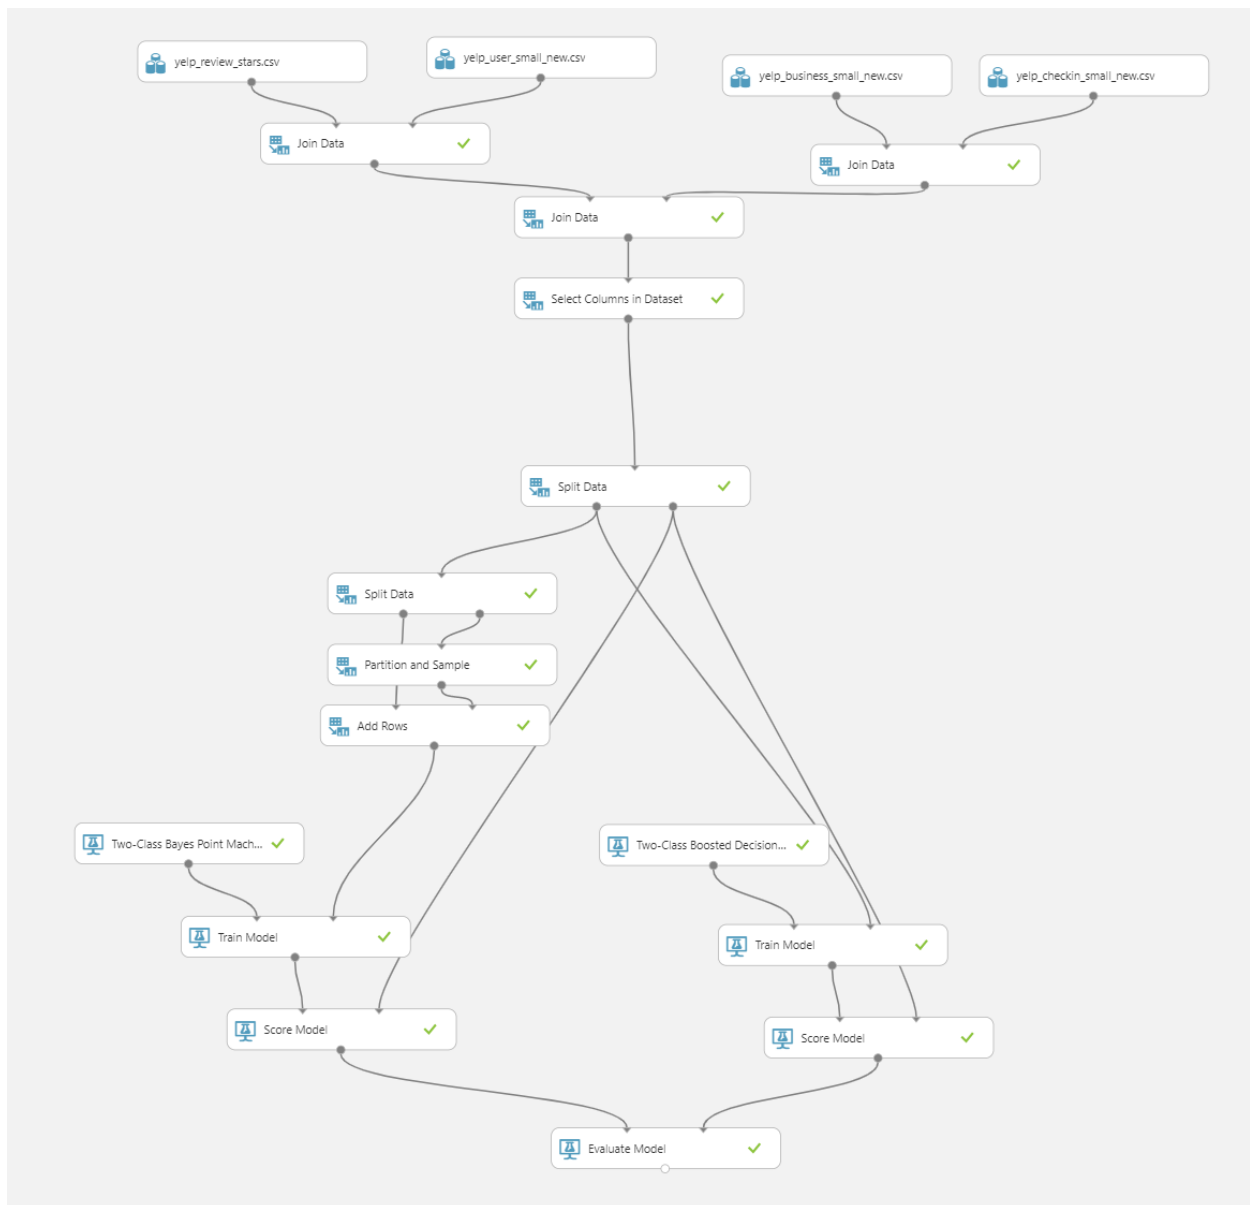 yelp_review_stars.csv
yelp_user_small_new.csv
yelp_business_small_new.csv
yelp_checkin_small_new.csv
Join Data
Join Data
Join Data
Select Columns in Dataset
Split Data
Split Data
Partition and Sample
Add Rows
Two-Class Bayes Point Mach...
Two-Class Boosted Decision...
Train Model
Train Model
Score Model
Score Model
Evaluate Model